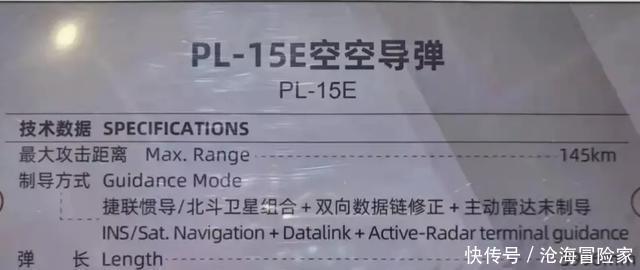 PL-15E空空导弹
PL-15E
技术数据 SPECIFICATIONS
最大攻击距离 Max. Range 145km
制导方式 Guidance Mode
捷联惯导/北斗卫星组合+双向数据链修正+主动雷达末制导
INS/Sat. Navigation + Datalink + Active-Radar terminal guidance
弹 长 Length
快传号 / 沧海冒险家